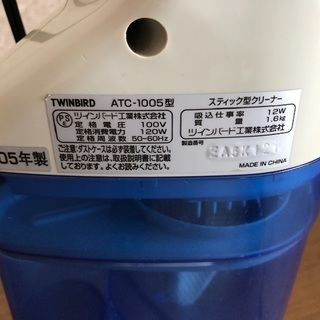 TWINBIRD ATC-1005型 スティック型クリーナー
PSE ツインバード工業株式会社
定格電圧 100V
定格消費電力 120W
定格周波数 50-60Hz
ご注意:ダストケースは必ず装着してください。
使用上の注意は、取扱説明書に記載して
おります。よくお読みください。
吸込仕事率 12W
質量 1.6kg
ツインバード工業株式会社
製造番号
MADE IN CHINA
05年製